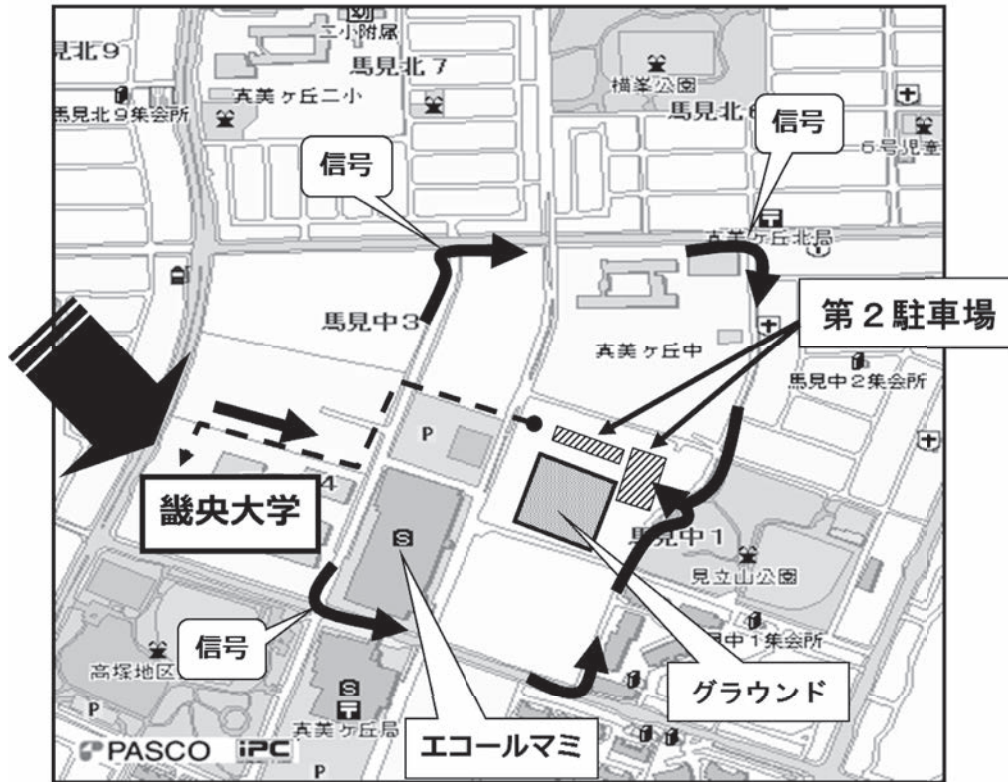 二小附属
馬見北9
馬見北7
横峯公園
真美ヶ丘二小
馬見北6
馬見北9集会所
信号
信号
6号児童
真美ヶ丘北局
馬見中3
第2駐車場
真美ヶ丘中
馬見中2集会所
P
畿央大学
4
S
馬見中1
見立山公園
信号
見中1集会所
高塚地区
グラウンド
S
P
真美ヶ丘局
エコールマミ
PASCO iPC
P